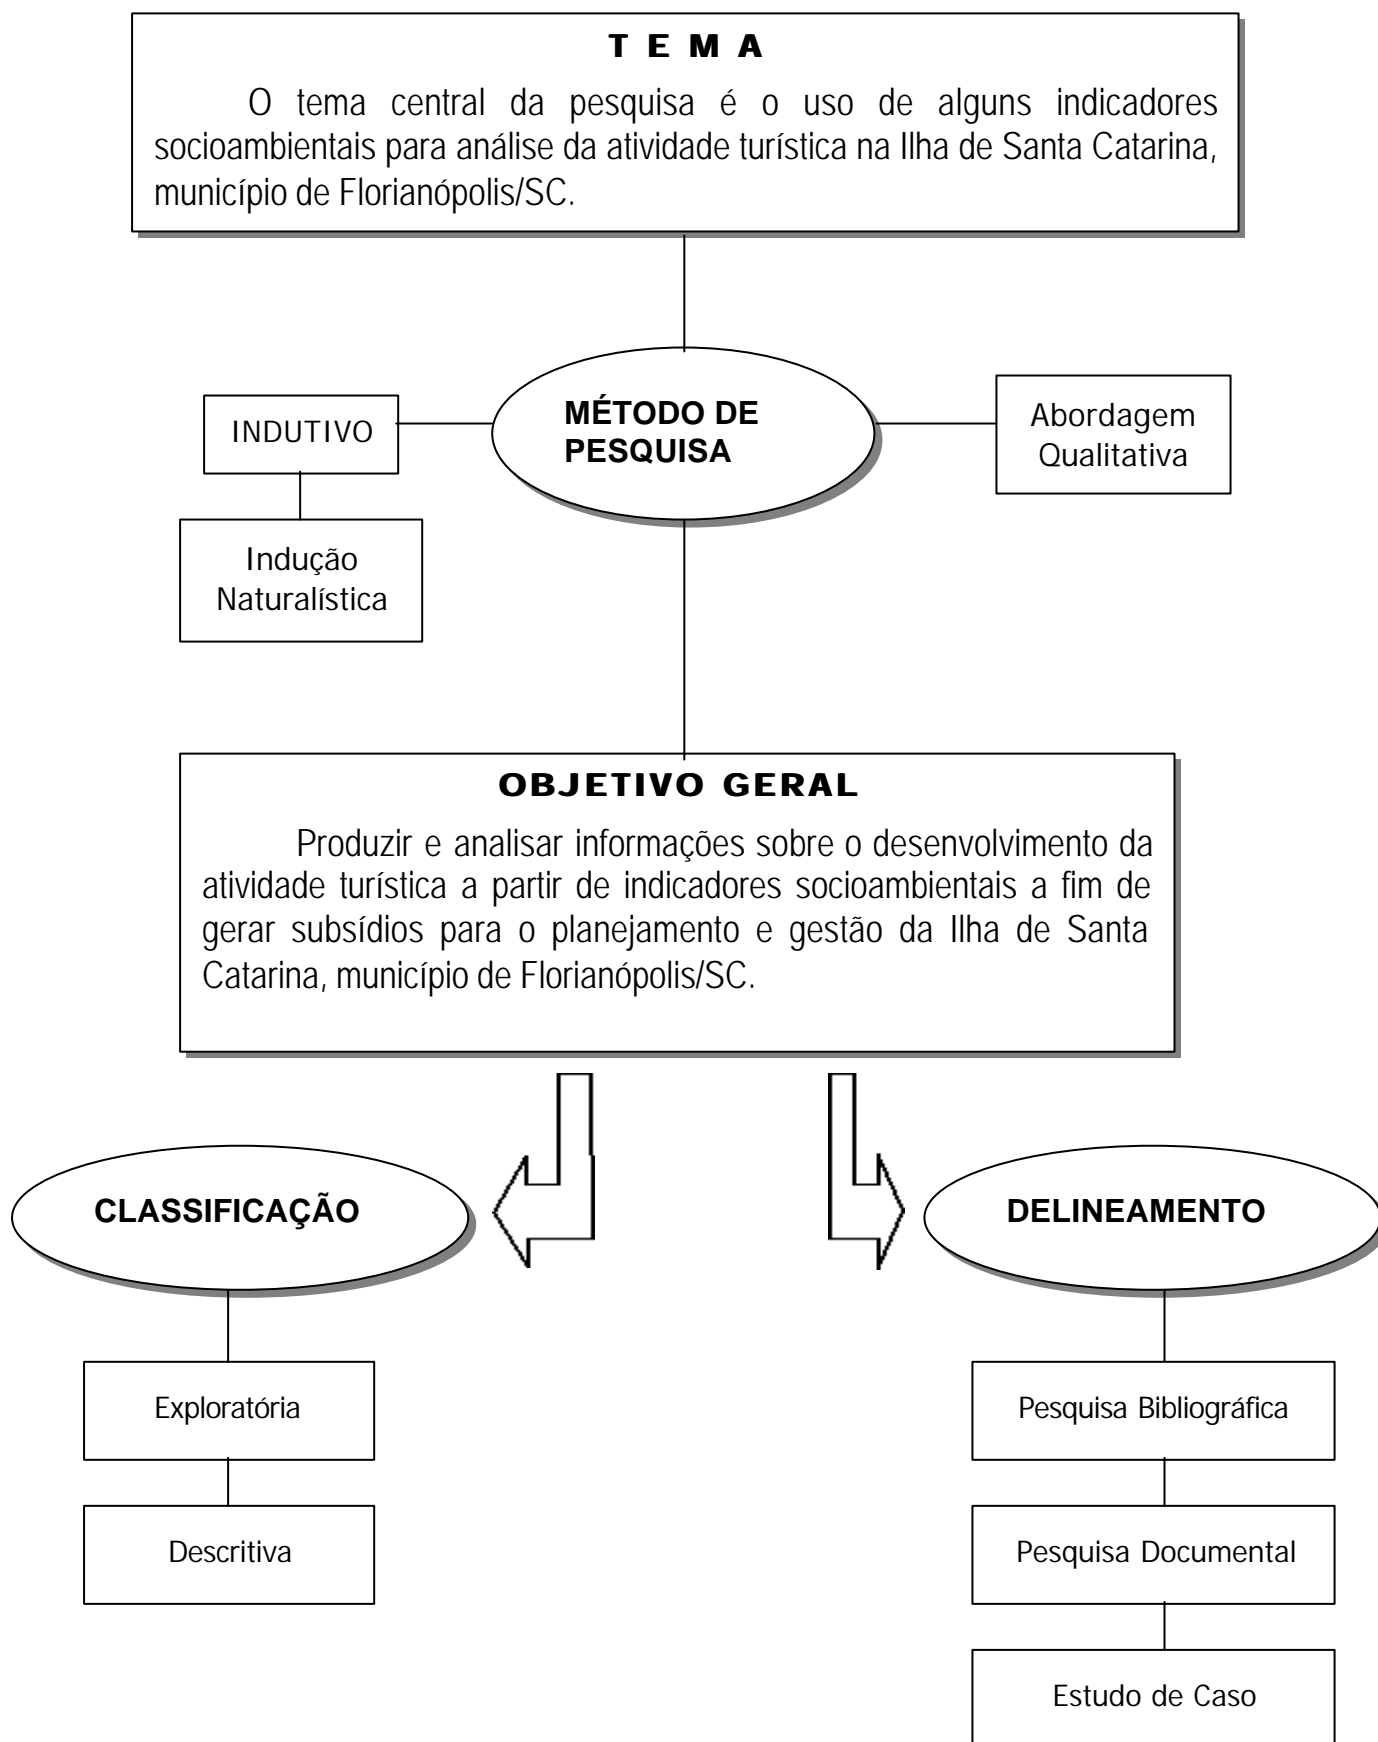 T E M A
O tema central da pesquisa é o uso de alguns indicadores
socioambientais para análise da atividade turística na Ilha de Santa Catarina,
município de Florianópolis/SC.
MÉTODO DE
PESQUISA
INDUTIVO
Indução
Naturalística
Abordagem
Qualitativa
OBJETIVO GERAL
Produzir e analisar informações sobre o desenvolvimento da
atividade turística a partir de indicadores socioambientais a fim de
gerar subsídios para o planejamento e gestão da Ilha de Santa
Catarina, município de Florianópolis/SC.
CLASSIFICAÇÃO
Exploratória
Descritiva
DELINEAMENTO
Pesquisa Bibliográfica
Pesquisa Documental
Estudo de Caso